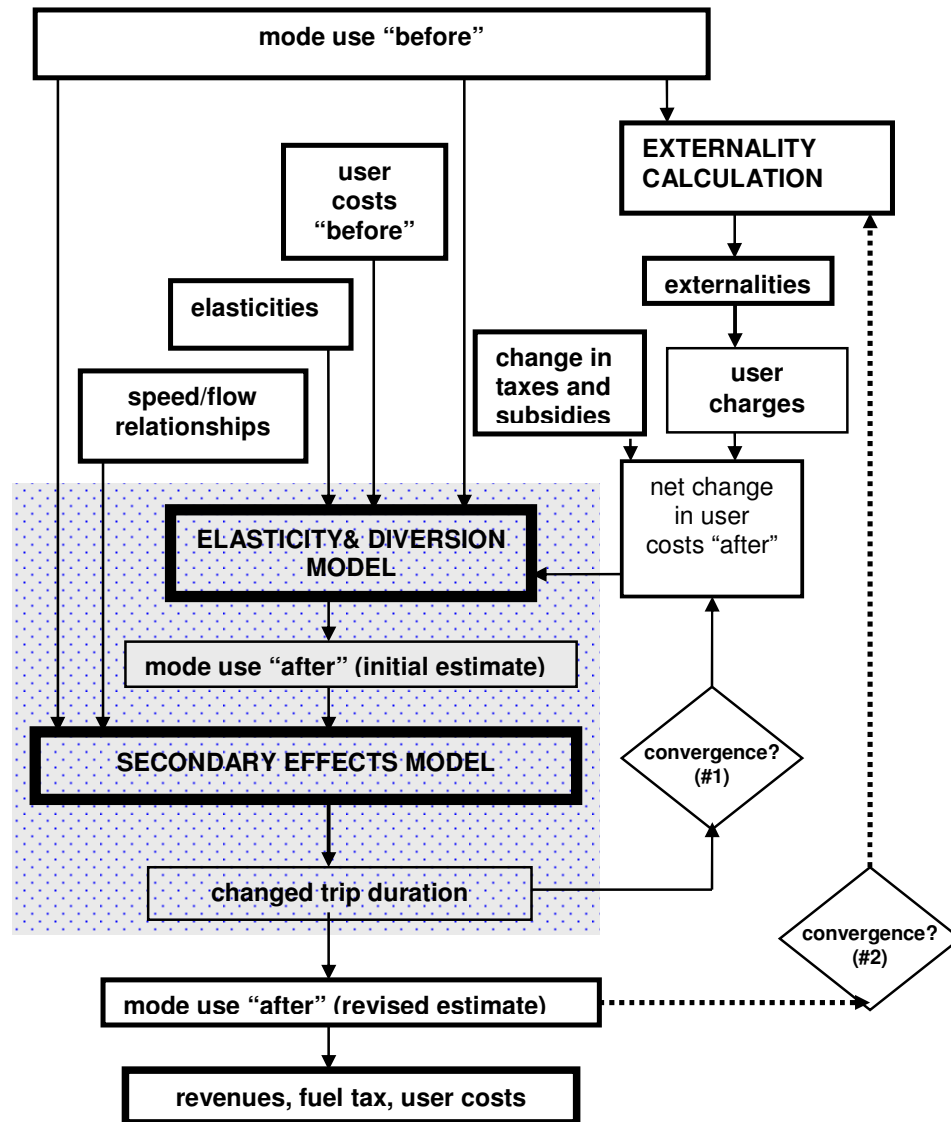 mode use “before”
EXTERNALITY
CALCULATION
user
costs
“before”
externalities
elasticities
change in
taxes and
subsidies
user
charges
speed/flow
relationships
net change
in user
costs “after”
ELASTICITY& DIVERSION
MODEL
mode use “after” (initial estimate)
SECONDARY EFFECTS MODEL
convergence?
(#1)
changed trip duration
convergence?
(#2)
mode use “after” (revised estimate)
revenues, fuel tax, user costs